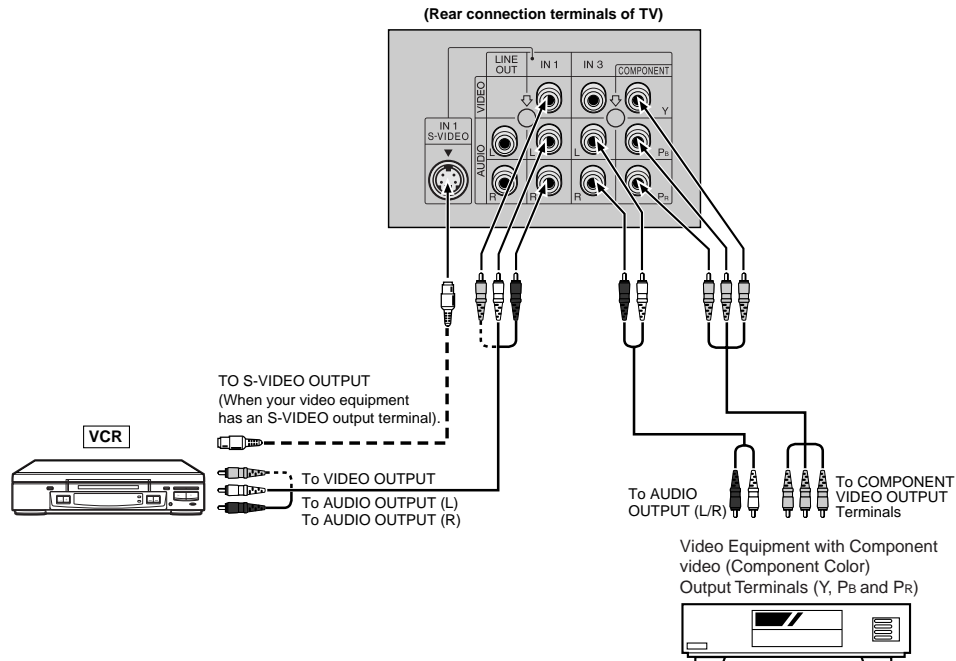 (Rear connection terminals of TV)
LINE
OUT
IN 1
IN 3
COMPONENT
VIDEO
Y
IN 1
S-VIDEO
AUDIO
L
L
L
PB
R
R
R
PR
TO S-VIDEO OUTPUT
(When your video equipment
has an S-VIDEO output terminal).
VCR
To VIDEO OUTPUT
To AUDIO OUTPUT (L)
To AUDIO OUTPUT (R)
To AUDIO
OUTPUT (L/R)
To COMPONENT
VIDEO OUTPUT
Terminals
Video Equipment with Component
video (Component Color)
Output Terminals (Y, PB and PR)